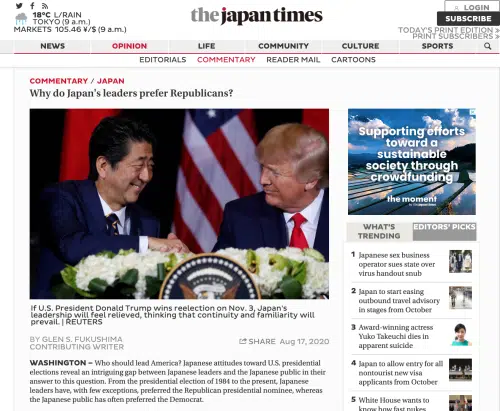 LOGIN
18°C L/RAIN
TOKYO (9 a.m.)
MARKETS 105.46 ¥/$ (9 a.m.)
the japan times
SUBSCRIBE
TODAY'S PRINT EDITION
PRINT SUBSCRIBERS
NEWS OPINION LIFE COMMUNITY CULTURE SPORTS
EDITORIALS COMMENTARY READER MAIL CARTOONS
COMMENTARY / JAPAN
Why do Japan's leaders prefer Republicans?
Supporting efforts
toward a
sustainable
society through
crowdfunding
the moment
If U.S. President Donald Trump wins reelection on Nov. 3, Japan's
leadership will feel relieved, thinking that continuity and familiarity will
prevail. | REUTERS
BY GLEN S. FUKUSHIMA
CONTRIBUTING WRITER
SHARE Aug 17, 2020
WASHINGTON – Who should lead America? Japanese attitudes toward U.S. presidential
elections reveal an intriguing gap between Japanese leaders and the Japanese public in their
answer to this question. From the presidential election of 1984 to the present, Japanese
leaders have, with few exceptions, preferred the Republican presidential nominee, whereas
the Japanese public has often preferred the Democrat.
WHAT'S
TRENDING
EDITORS' PICKS
1 Japanese sex business
operator sues state over
virus handout snub
2 Japan to start easing
outbound travel advisory
in stages from October
3 Award-winning actress
Yuko Takeuchi dies in
apparent suicide
4 Japan to allow entry for all
nontourist new visa
applicants from October
5 White House wants to
know how fast nukes